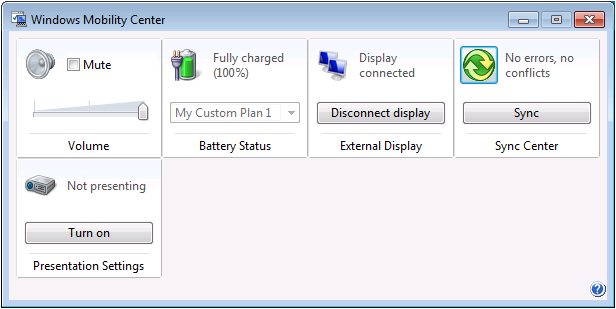 Windows Mobility Center
Mute
Volume
Fully charged
(100%)
My Custom Plan 1
Battery Status
Display
connected
Disconnect display
External Display
No errors, no
conflicts
Sync
Sync Center
Not presenting
Turn on
Presentation Settings
?